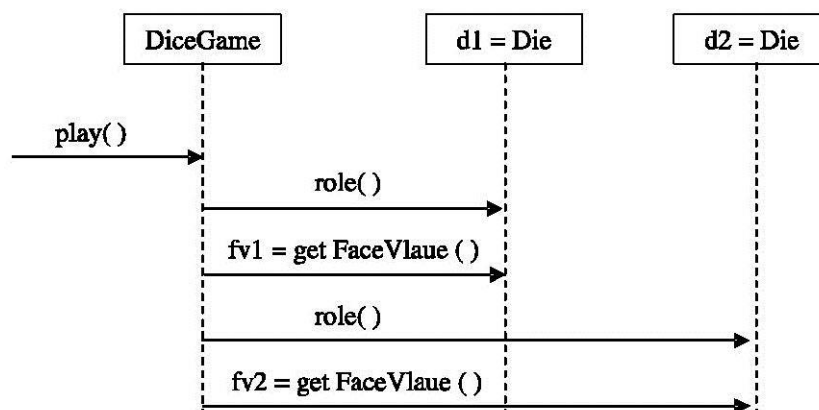 DiceGame
d1 = Die
d2 = Die
play( )
role( )
fv1 = get FaceVlaue ( )
role( )
fv2 = get FaceVlaue ( )